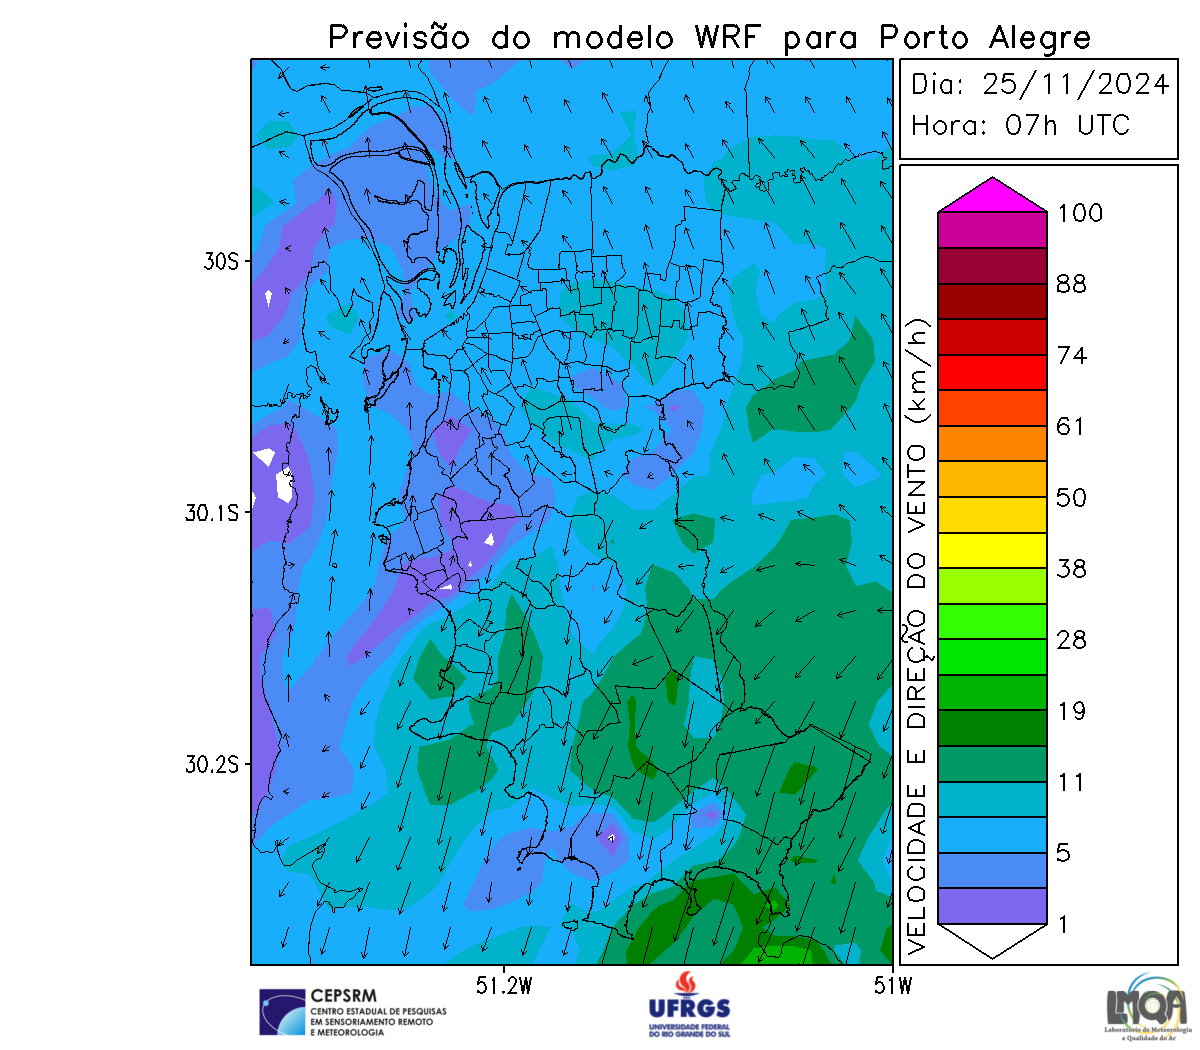 Previsão do modelo WRF para Porto Alegre
Dia: 25/11/2024
Hora: 07h UTC
30S
30.1S
30.2S
51.2W
51W
VELOCIDADE E DIREÇÃO DO VENTO (km/h)
100
88
74
61
50
38
28
19
11
5
1
CEPSRM
CENTRO ESTADUAL DE PESQUISAS
EM SENSORIAMENTO REMOTO
E METEOROLOGIA
UFRGS
UNIVERSIDADE FEDERAL
DO RIO GRANDE DO SUL
LMQA
Laboratório de Meteorologia
e Qualidade do Ar